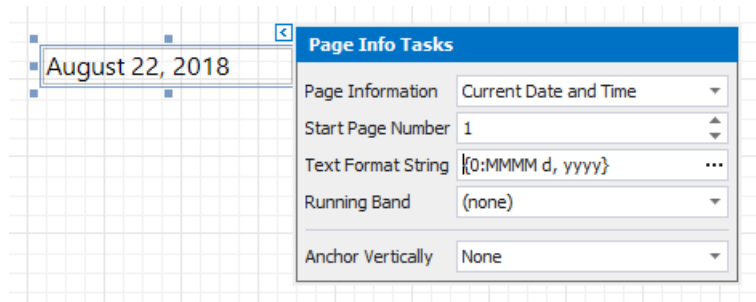 August 22, 2018
Page Info Tasks
Page Information Current Date and Time
Start Page Number 1
Text Format String {0:MMMM d, yyyy} ...
Running Band (none)
Anchor Vertically None